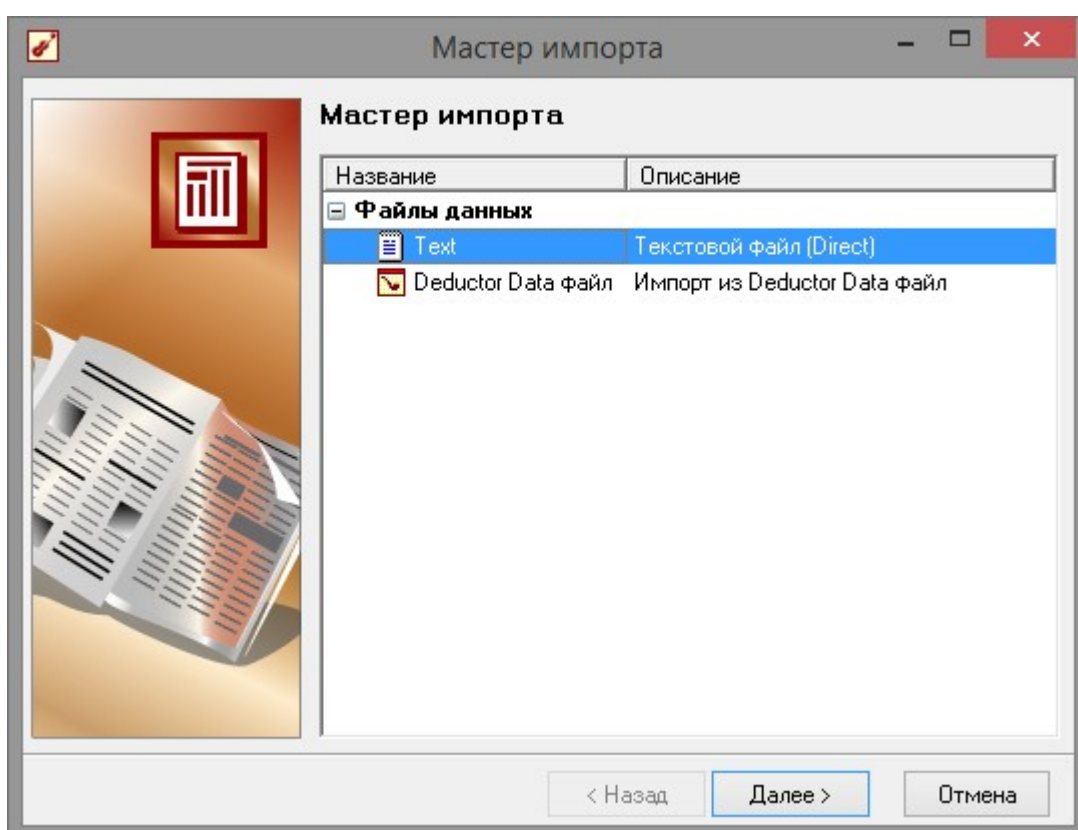 Мастер импорта
Мастер импорта
Название Описание
Файлы данных
Text Текстовой файл (Direct)
Deductor Data файл Импорт из Deductor Data файл
< Назад Далее > Отмена